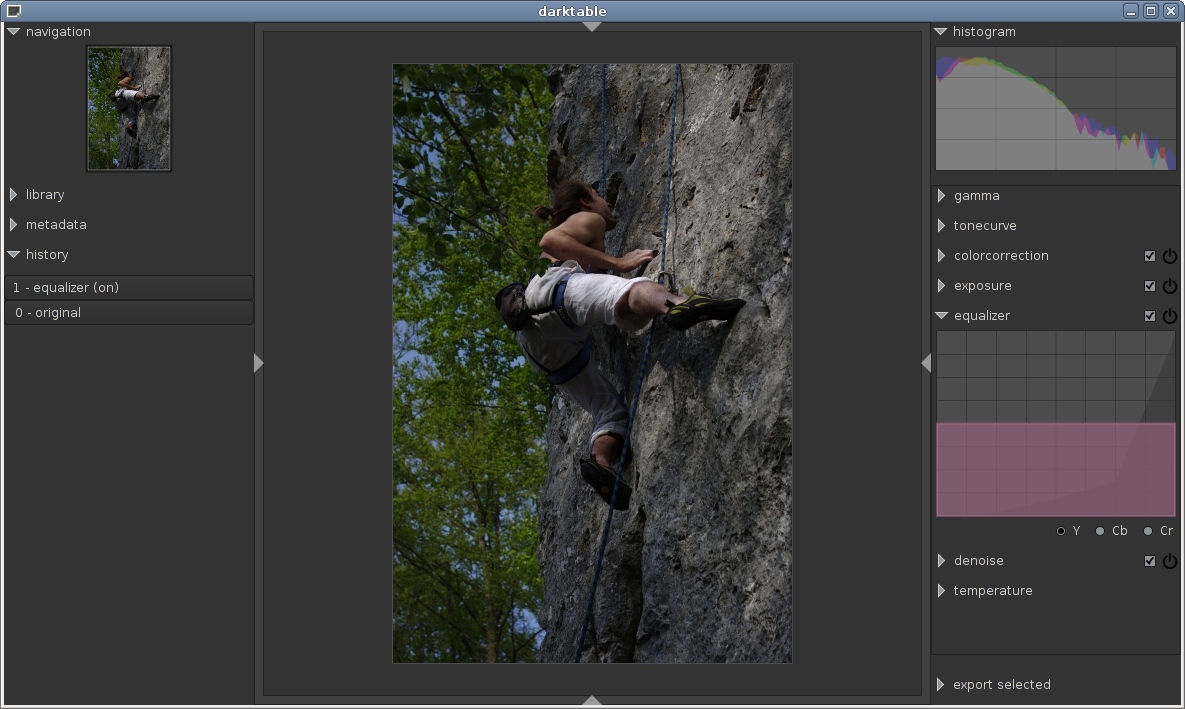 darktable
navigation
library
metadata
history
1 - equalizer (on)
0 - original
histogram
gamma
tonecurve
colorcorrection
exposure
equalizer
Y Cb Cr
denoise
temperature
export selected